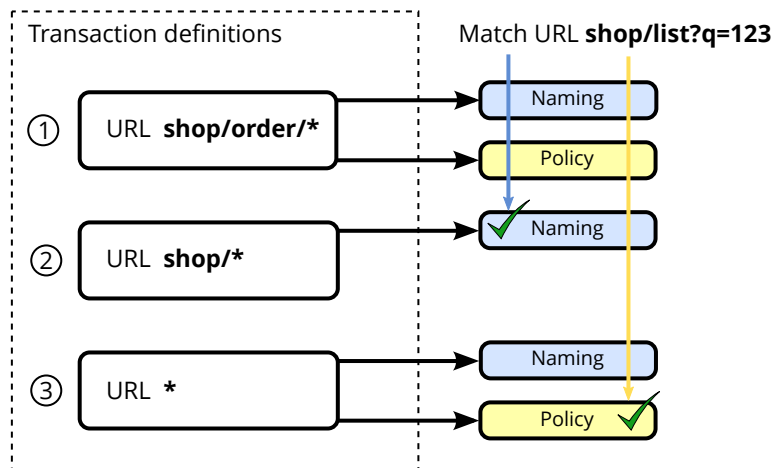 Transaction definitions
Match URL shop/list?q=123
Naming
1
URL shop/order/*
Policy
Naming
2
URL shop/*
Naming
3
URL *
Policy